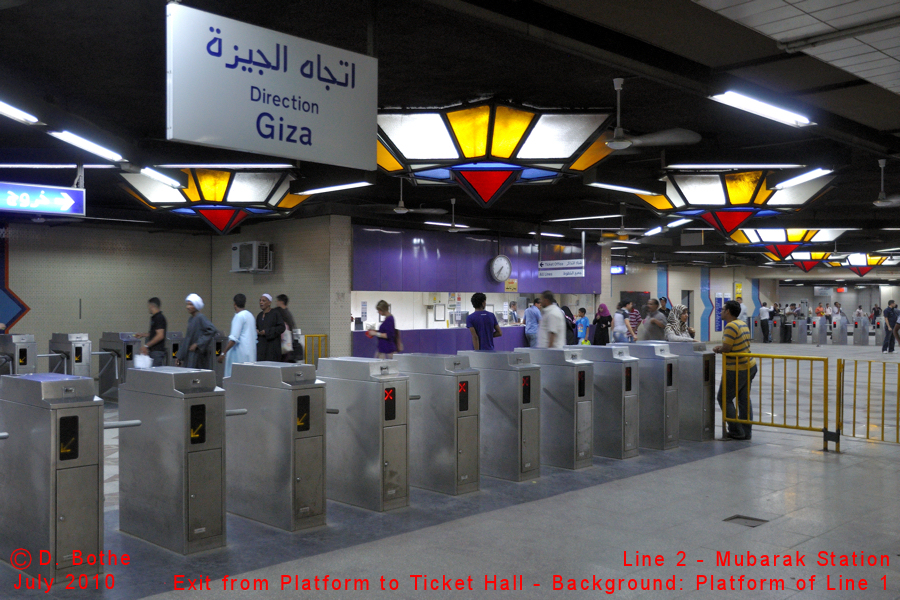 اتجاه الجيزة
Direction
Giza
©D. Bothe
July 2010
Line 2 - Mubarak Station
Exit from Platform to Ticket Hall - Background: Platform of Line 1